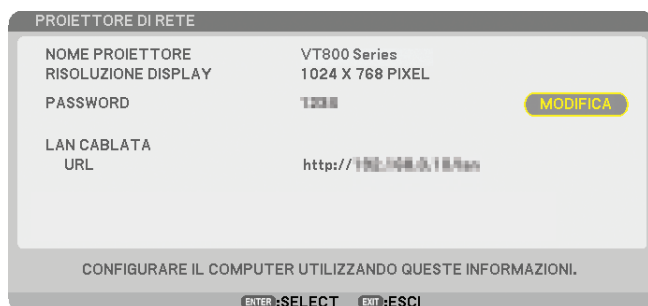 PROIETTORE DI RETE
NOME PROIETTORE VT800 Series
RISOLUZIONE DISPLAY 1024 X 768 PIXEL
PASSWORD MODIFICA
LAN CABLATA
URL http://
CONFIGURARE IL COMPUTER UTILIZZANDO QUESTE INFORMAZIONI.
ENTER :SELECT EXIT :ESCI